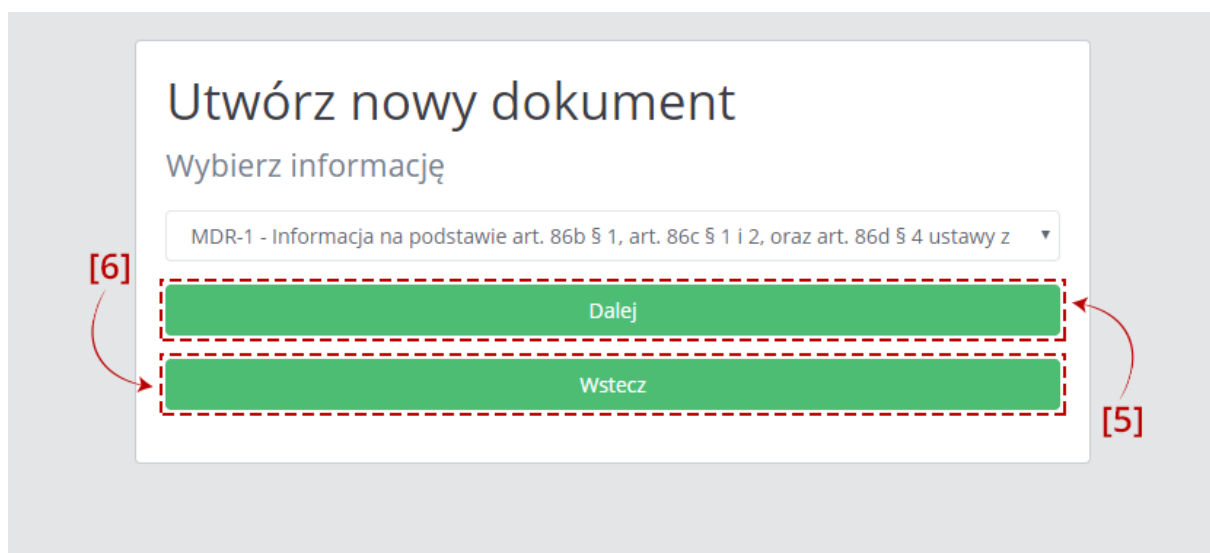 Utwórz nowy dokument
Wybierz informację
MDR-1 - Informacja na podstawie art. 86b § 1, art. 86c § 1 i 2, oraz art. 86d § 4 ustawy z
[6]
Dalej
Wstecz
[5]